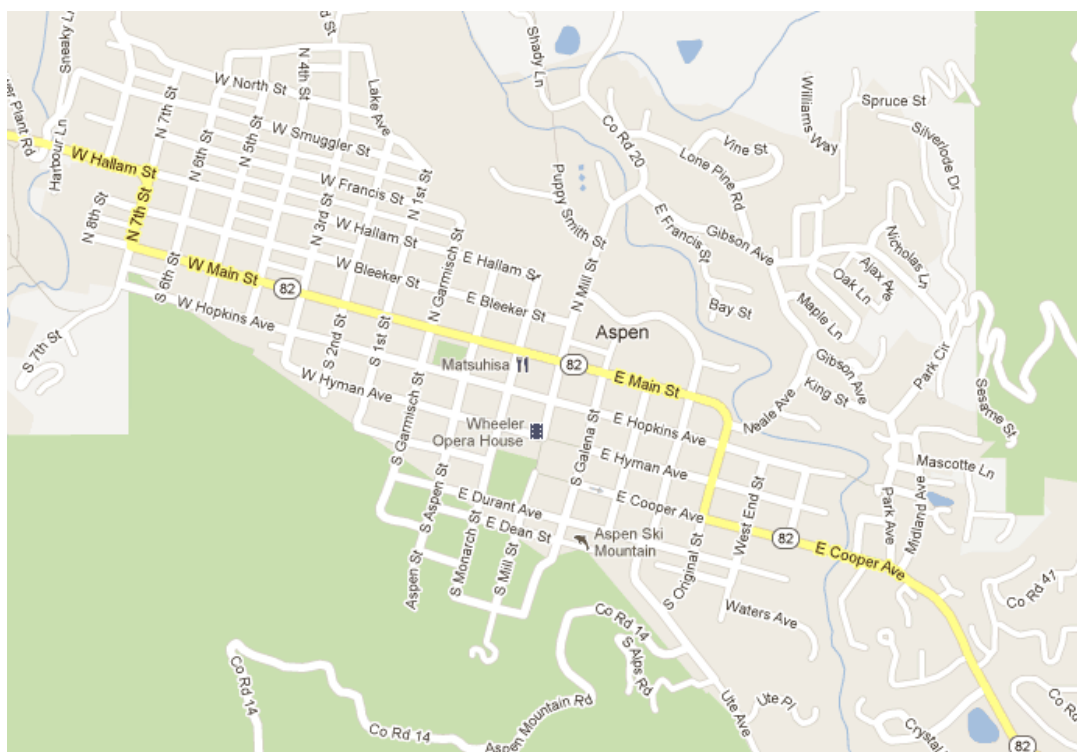 Sneaky Ln
N 4th St
Shady Ln
Williams Way
Spruce St
W North St
Lake Ave
Co Rd 20
Silverlode Dr
N 7th St
N 5th St
N 6th St
W Smuggler St
Vine St
Lone Pine Rd
Harbour Ln
W Hallam St
W Francis St
N 1st St
Puppy Smith St
E Francis St
Gibson Ave
N 8th St
N 7th St
N 3rd St
W Hallam St
N Garmisch St
E Hallam St
N Mill St
Nicholas Ln
Ajax Ave
Oak Ln
W Main St
W Bleeker St
82
E Bleeker St
Bay St
Maple Ln
S 6th St
W Hopkins Ave
Aspen
S 7th St
S 2nd St
S 1st St
Matsuhisa
82
E Main St
Gibson Ave
Park Cir
King St
Sesame St
W Hyman Ave
S Garmisch St
Wheeler
Opera House
S Galena St
E Hopkins Ave
Neale Ave
E Hyman Ave
Mascotte Ln
S Aspen St
E Durant Ave
E Cooper Ave
West End St
Park Ave
Midland Ave
E Dean St
Aspen Ski
Mountain
82
E Cooper Ave
Aspen St
S Monarch St
S Mill St
S Original St
Waters Ave
Co Rd 41
Co Rd 14
S Alps Rd
Co Rd 14
Ute Ave
Ute Pl
Co Rd 14
Aspen Mountain Rd
Crystal
82
Co Rd